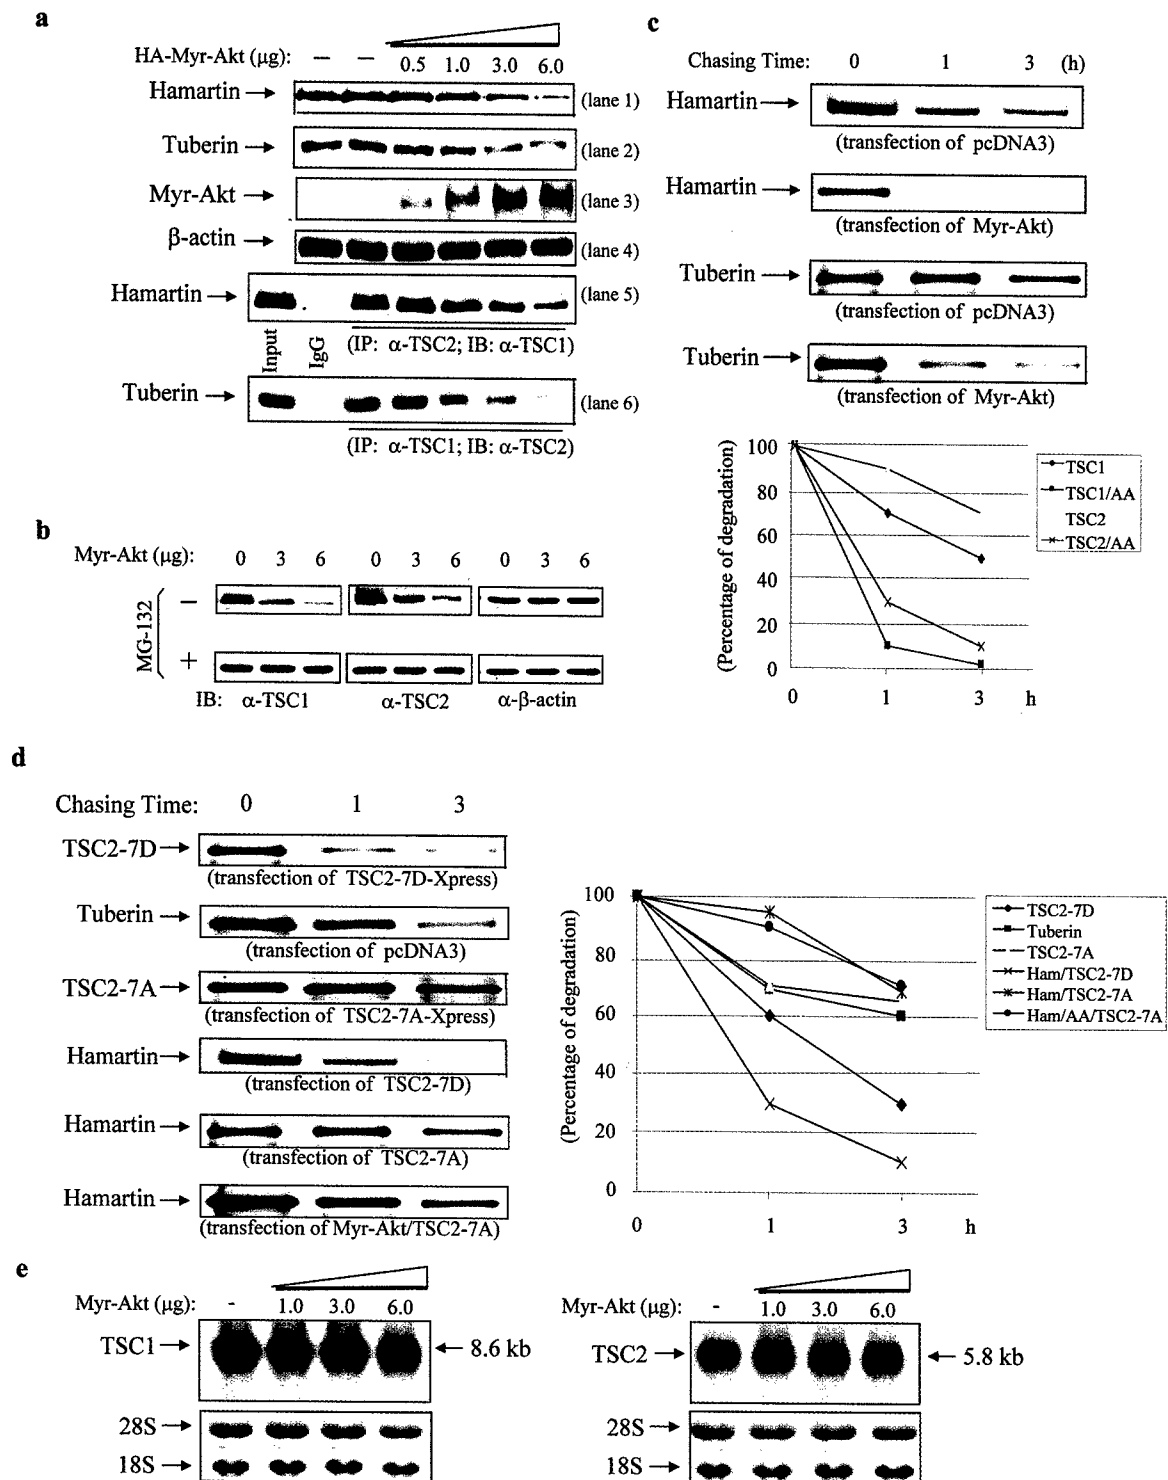 a
HA-Myr-Akt (μg): – – 0.5 1.0 3.0 6.0
Hamartin (lane 1)
Tuberin (lane 2)
Myr-Akt (lane 3)
β-actin (lane 4)
Hamartin (lane 5)
Input IgG (IP: α-TSC2; IB: α-TSC1)
Tuberin (lane 6)
(IP: α-TSC1; IB: α-TSC2)
b
Myr-Akt (μg): 0 3 6 0 3 6 0 3 6
MG-132
–
+
IB: α-TSC1 α-TSC2 α-β-actin
c
Chasing Time: 0 1 3 (h)
Hamartin
(transfection of pcDNA3)
Hamartin
(transfection of Myr-Akt)
Tuberin
(transfection of pcDNA3)
Tuberin
(transfection of Myr-Akt)
(Percentage of degradation)
100
80
60
40
20
0
0 1 3 h
TSC1
TSC1/AA
TSC2
TSC2/AA
d
Chasing Time: 0 1 3
TSC2-7D
(transfection of TSC2-7D-Xpress)
Tuberin
(transfection of pcDNA3)
TSC2-7A
(transfection of TSC2-7A-Xpress)
Hamartin
(transfection of TSC2-7D)
Hamartin
(transfection of TSC2-7A)
Hamartin
(transfection of Myr-Akt/TSC2-7A)
(Percentage of degradation)
100
80
60
40
20
0
0 1 3 h
TSC2-7D
Tuberin
TSC2-7A
Ham/TSC2-7D
Ham/TSC2-7A
Ham/AA/TSC2-7A
e
Myr-Akt (μg): - 1.0 3.0 6.0
TSC1 8.6 kb
28S
18S
Myr-Akt (μg): - 1.0 3.0 6.0
TSC2 5.8 kb
28S
18S